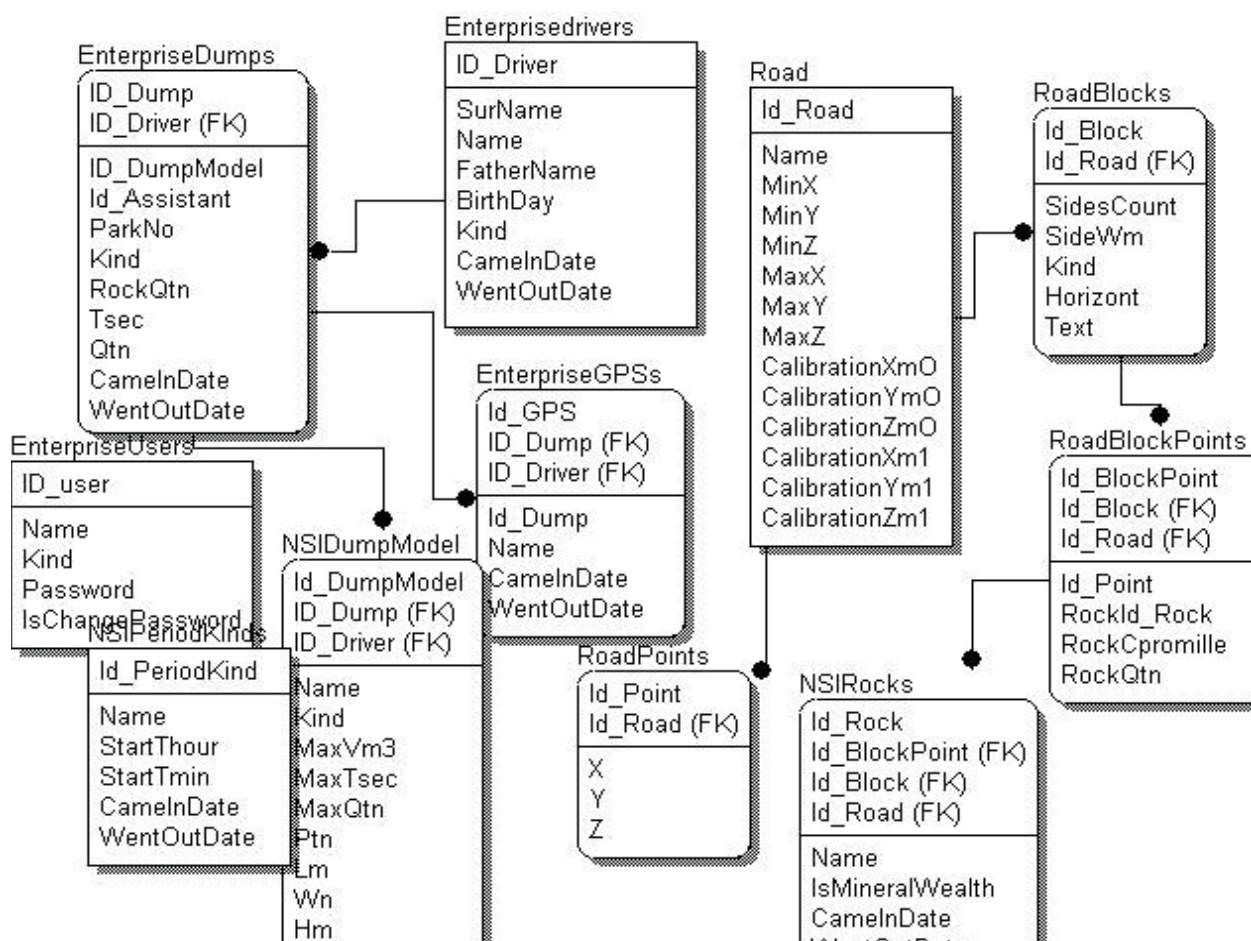 EnterpriseDumps
ID_Dump
ID_Driver (FK)
ID_DumpModel
Id_Assistant
ParkNo
Kind
RockQtn
Tsec
Qtn
CameInDate
WentOutDate
Enterprisedrivers
ID_Driver
SurName
Name
FatherName
BirthDay
Kind
CameInDate
WentOutDate
Road
Id_Road
Name
MinX
MinY
MinZ
MaxX
MaxY
MaxZ
CalibrationXm0
CalibrationYm0
CalibrationZm0
CalibrationXm1
CalibrationYm1
CalibrationZm1
RoadBlocks
Id_Block
Id_Road (FK)
SidesCount
SideWm
Kind
Horizont
Text
EnterpriseGPSs
Id_GPS
ID_Dump (FK)
ID_Driver (FK)
Id_Dump
Name
CameInDate
WentOutDate
EnterpriseUsers
ID_user
Name
Kind
Password
IsChangePassword
NSIPeriodKinds
Id_PeriodKind
Name
StartThour
StartTmin
CameInDate
WentOutDate
NSIDumpModel
Id_DumpModel
ID_Dump (FK)
ID_Driver (FK)
Name
Kind
MaxVm3
MaxTsec
MaxQtn
Ptn
Lm
Wn
Hm
RoadPoints
Id_Point
Id_Road (FK)
X
Y
Z
RoadBlockPoints
Id_BlockPoint
Id_Block (FK)
Id_Road (FK)
Id_Point
RockId_Rock
RockCpromille
RockQtn
NSIRocks
Id_Rock
Id_BlockPoint (FK)
Id_Block (FK)
Id_Road (FK)
Name
IsMineralWealth
CameInDate